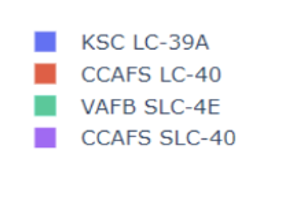 KSC LC-39A
CCAFS LC-40
VAFB SLC-4E
CCAFS SLC-40